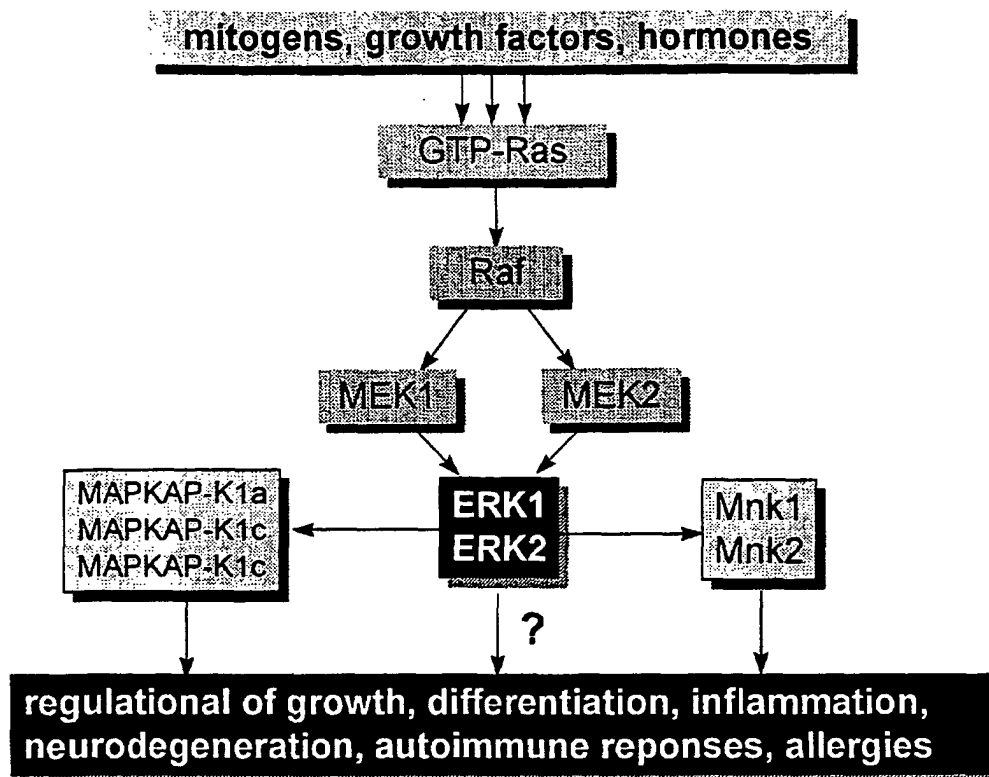 mitogens, growth factors, hormones
GTP-Ras
Raf
MEK1
MEK2
MAPKAP-K1a
MAPKAP-K1c
MAPKAP-K1c
ERK1
ERK2
Mnk1
Mnk2
?
regulational of growth, differentiation, inflammation,
neurodegeneration, autoimmune reponses, allergies